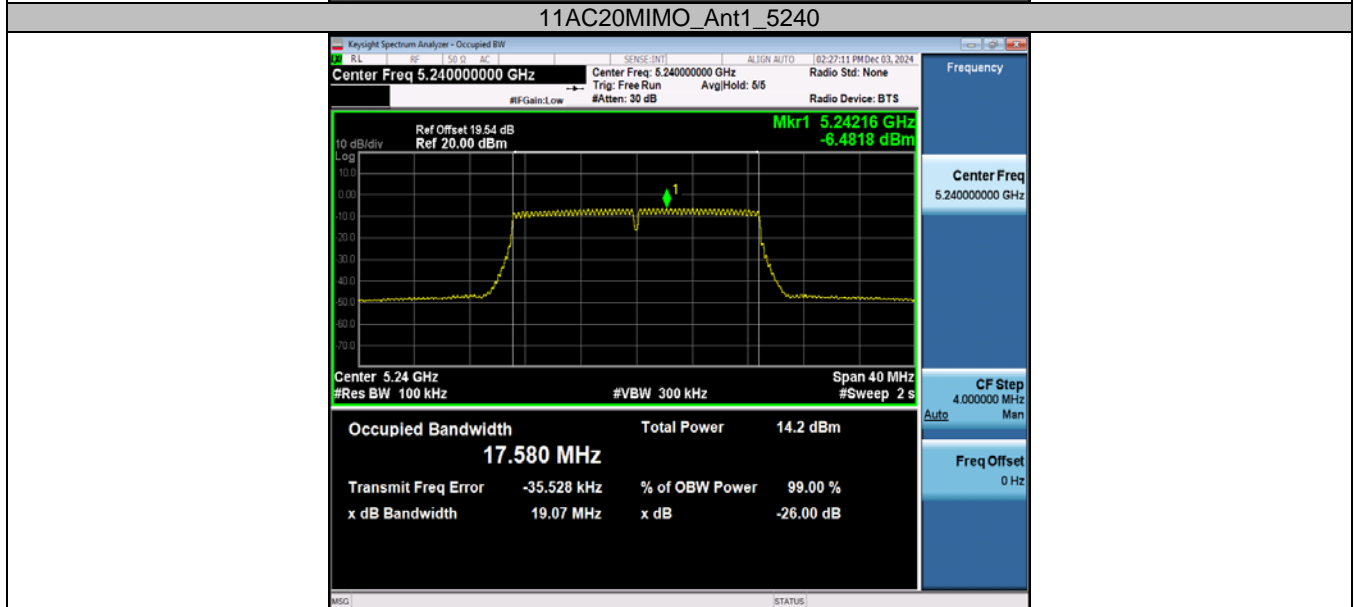 11AC20MIMO_Ant1_5240
Keysight Spectrum Analyzer - Occupied BW
RL RF 50 Ω AC SENSE:INT ALIGN AUTO 02:27:11 PM Dec 03, 2024
Center Freq 5.240000000 GHz
Center Freq: 5.240000000 GHz
Radio Std: None
Trig: Free Run Avg|Hold: 5/5
#IFGain:Low #Atten: 30 dB Radio Device: BTS
Mkr1 5.24216 GHz
-6.4818 dBm
Ref Offset 19.54 dB
10 dB/div Ref 20.00 dBm
Log
10.0
0.00
-10.0
-20.0
-30.0
-40.0
-50.0
-60.0
-70.0
1
Center 5.24 GHz Span 40 MHz
#Res BW 100 kHz #VBW 300 kHz #Sweep 2 s
Occupied Bandwidth Total Power 14.2 dBm
17.580 MHz
Transmit Freq Error -35.528 kHz % of OBW Power 99.00 %
x dB Bandwidth 19.07 MHz x dB -26.00 dB
MSG STATUS
Frequency
Center Freq
5.240000000 GHz
CF Step
4.000000 MHz
Auto Man
Freq Offset
0 Hz